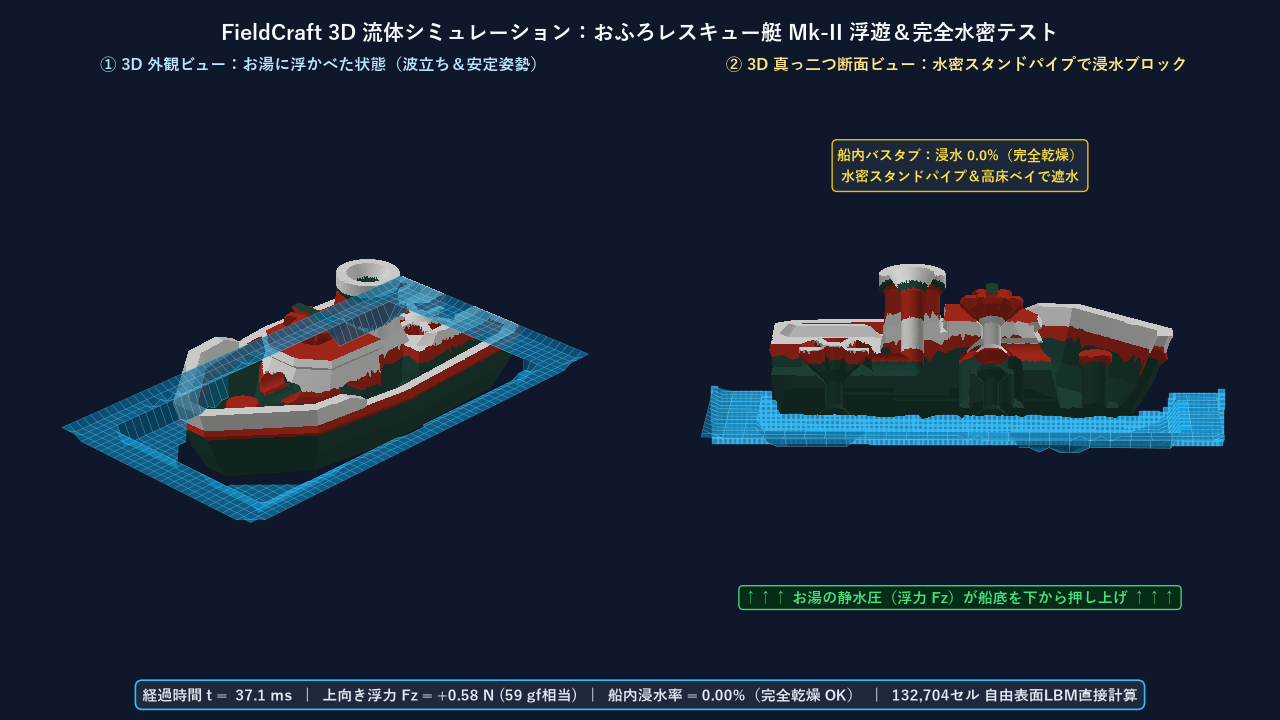 FieldCraft 3D 流体シミュレーション：おふろレスキュー艇 Mk-II 浮遊＆完全水密テスト
① 3D 外観ビュー：お湯に浮かべた状態（波立ち＆安定姿勢）
② 3D 真っ二つ断面ビュー：水密スタンドパイプで浸水ブロック
船内バスタブ：浸水 0.0%（完全乾燥）
水密スタンドパイプ＆高床ベイで遮水
↑ ↑ ↑ お湯の静水圧（浮力 Fz）が船底を下から押し上げ ↑ ↑ ↑
経過時間 t = 37.1 ms ｜ 上向き浮力 Fz = +0.58 N (59 gf相当) ｜ 船内浸水率 = 0.00%（完全乾燥 OK） ｜ 132,704セル 自由表面LBM直接計算